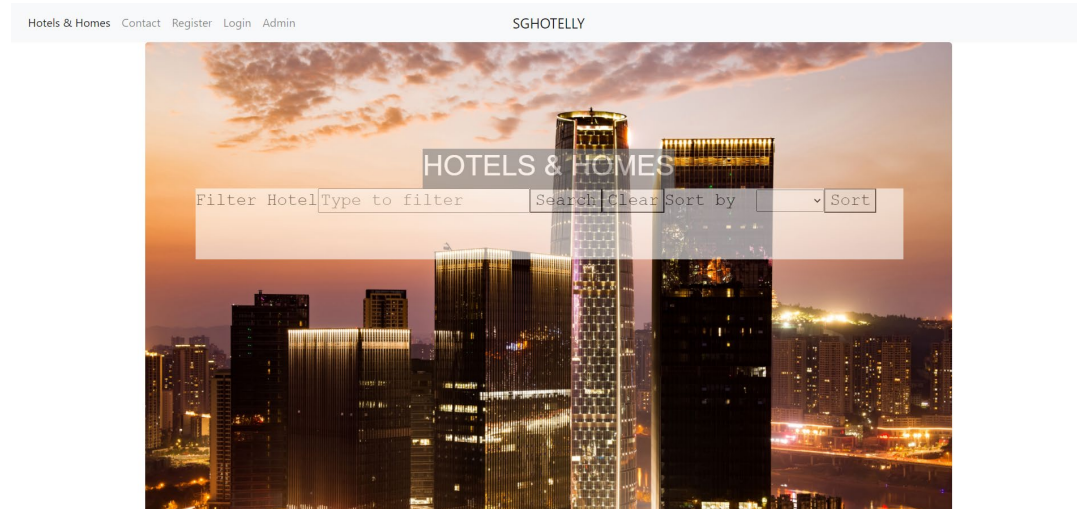 Hotels & Homes Contact Register Login Admin SGHOTELLY
HOTELS & HOMES
Filter Hotel Type to filter Search Clear Sort by Sort